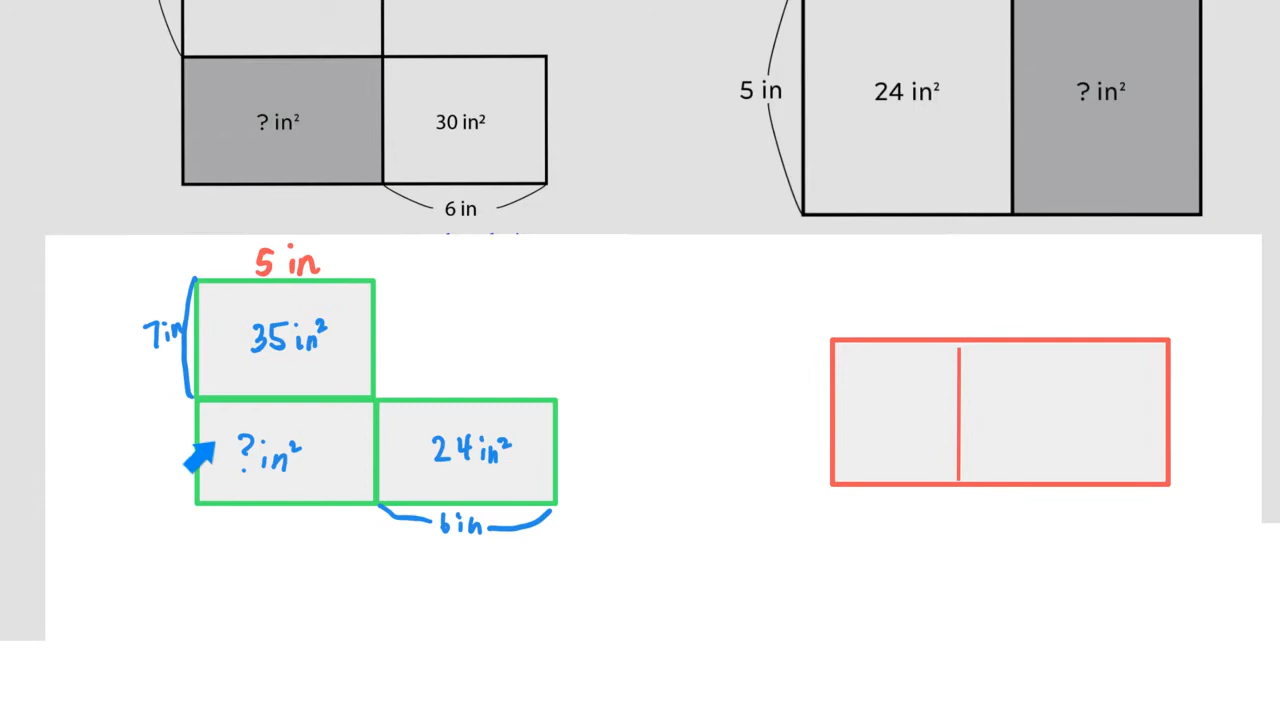 ? in²
30 in²
6 in
5 in
24 in²
? in²
5 in
7in
35 in²
? in²
24 in²
6 in